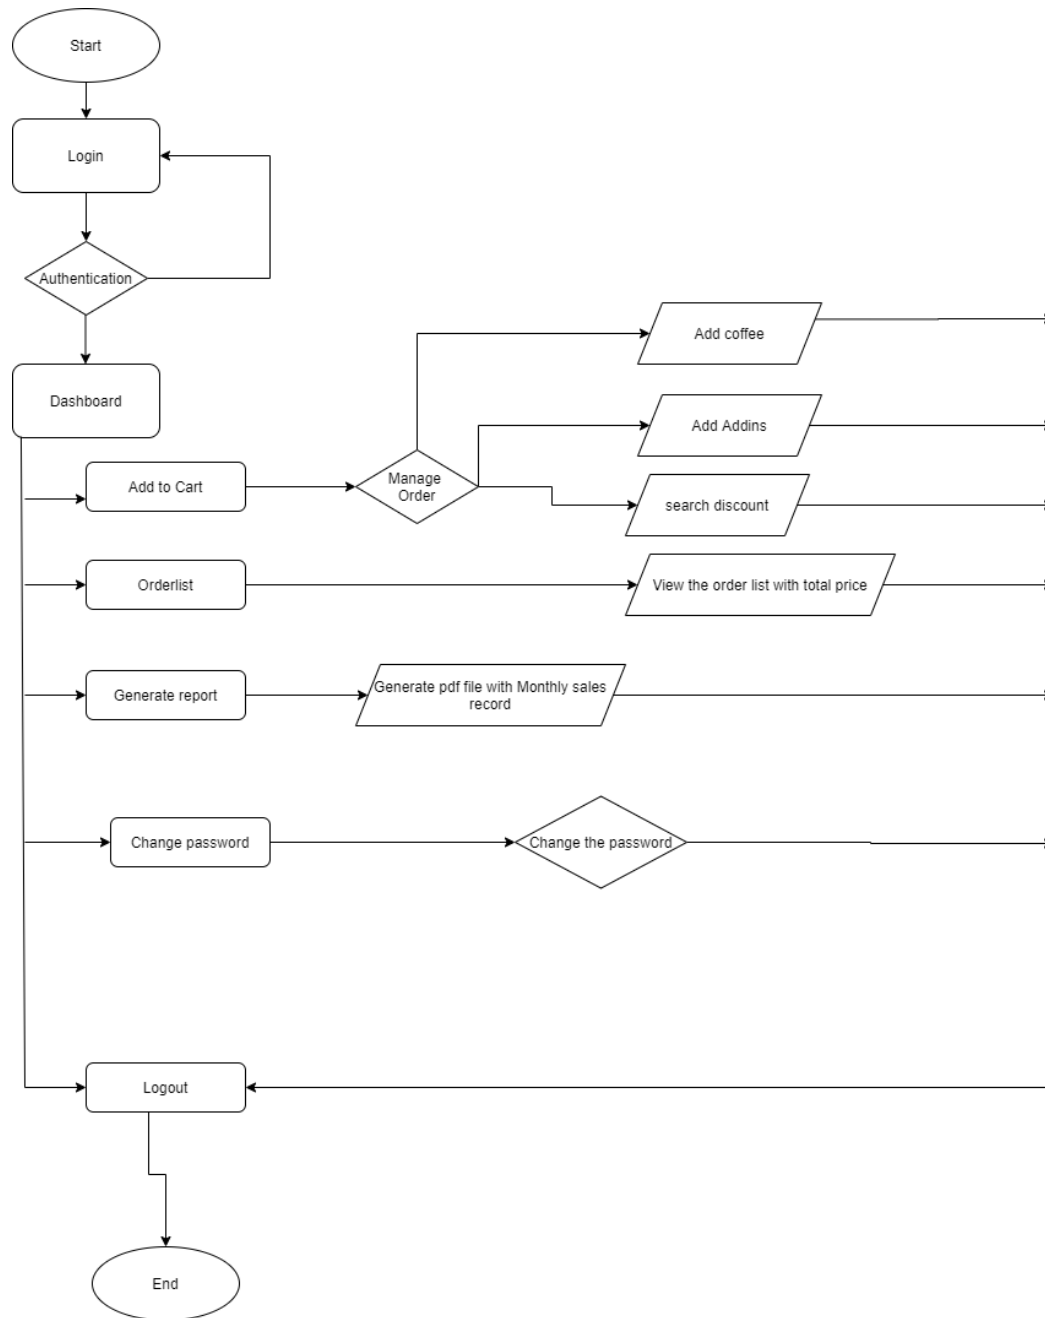 Start
Login
Authentication
Dashboard
Add coffee
Add Addins
Add to Cart
Manage
Order
search discount
Orderlist
View the order list with total price
Generate report
Generate pdf file with Monthly sales
record
Change password
Change the password
Logout
End